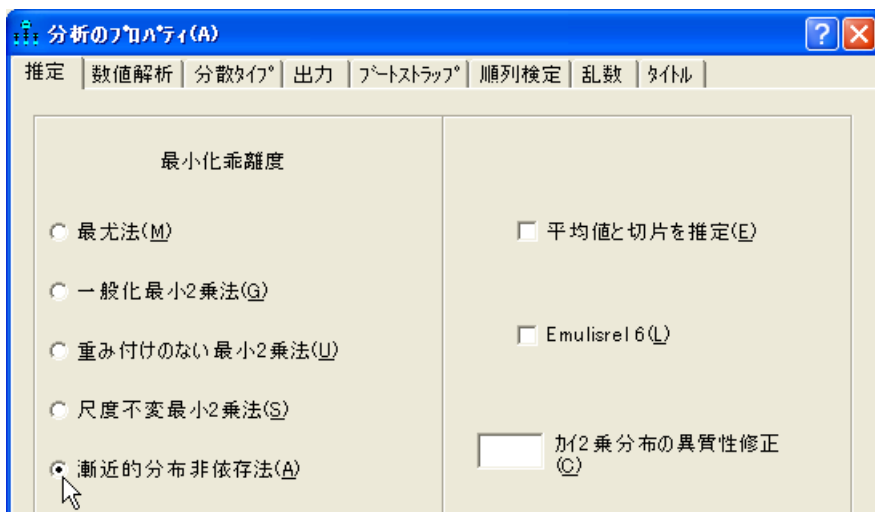 分析のﾌﾟﾛﾊﾟﾃｨ(A)
推定 数値解析 分散ﾀｲﾌﾟ 出力 ﾌﾞｰﾄｽﾄﾗｯﾌﾟ 順列検定 乱数 ﾀｲﾄﾙ
最小化乖離度
最尤法(M)
一般化最小2乗法(G)
重み付けのない最小2乗法(U)
尺度不変最小2乗法(S)
漸近的分布非依存法(A)
平均値と切片を推定(E)
Emulisrel 6(L)
ｶｲ2乗分布の異質性修正
(C)